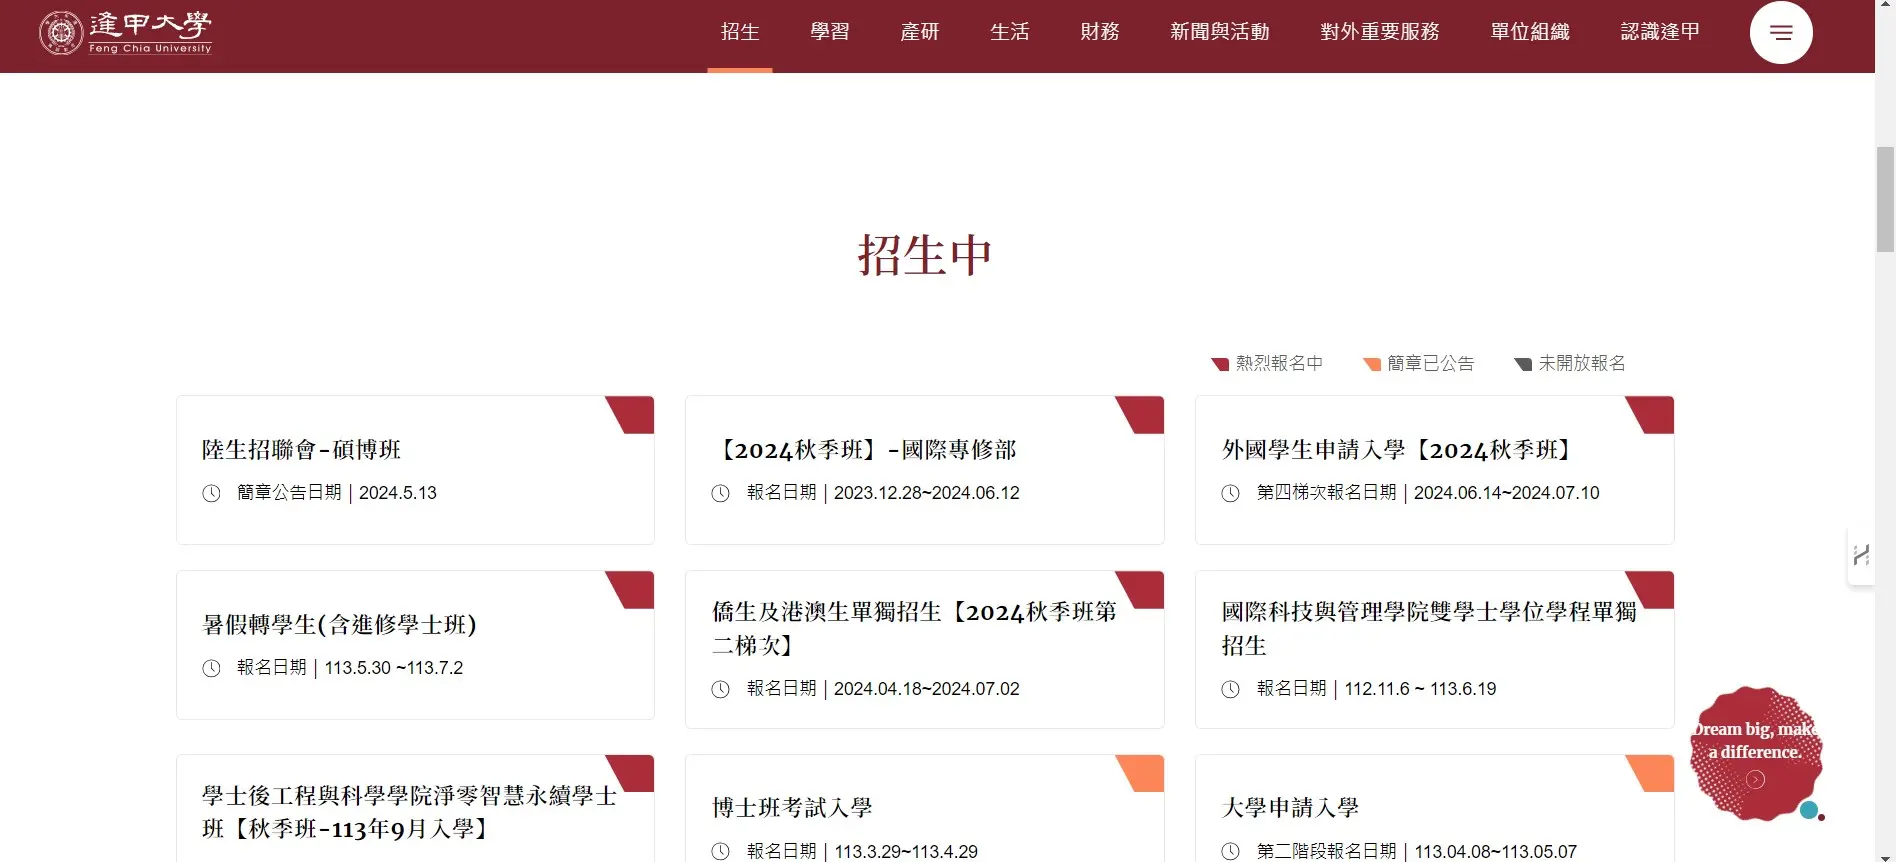 逢甲大學
Feng Chia University
招生 學習 產研 生活 財務 新聞與活動 對外重要服務 單位組織 認識逢甲
招生中
熱烈報名中 簡章已公告 未開放報名
陸生招聯會-碩博班
簡章公告日期 | 2024.5.13
【2024秋季班】-國際專修部
報名日期 | 2023.12.28~2024.06.12
外國學生申請入學【2024秋季班】
第四梯次報名日期 | 2024.06.14~2024.07.10
暑假轉學生(含進修學士班)
報名日期 | 113.5.30 ~113.7.2
僑生及港澳生單獨招生【2024秋季班第
二梯次】
報名日期 | 2024.04.18~2024.07.02
國際科技與管理學院雙學士學位學程單獨
招生
報名日期 | 112.11.6 ~ 113.6.19
學士後工程與科學學院淨零智慧永續學士
班【秋季班-113年9月入學】
博士班考試入學
報名日期 | 113.3.29~113.4.29
大學申請入學
第二階段報名日期 | 113.04.08~113.05.07
Dream big, make
a difference.